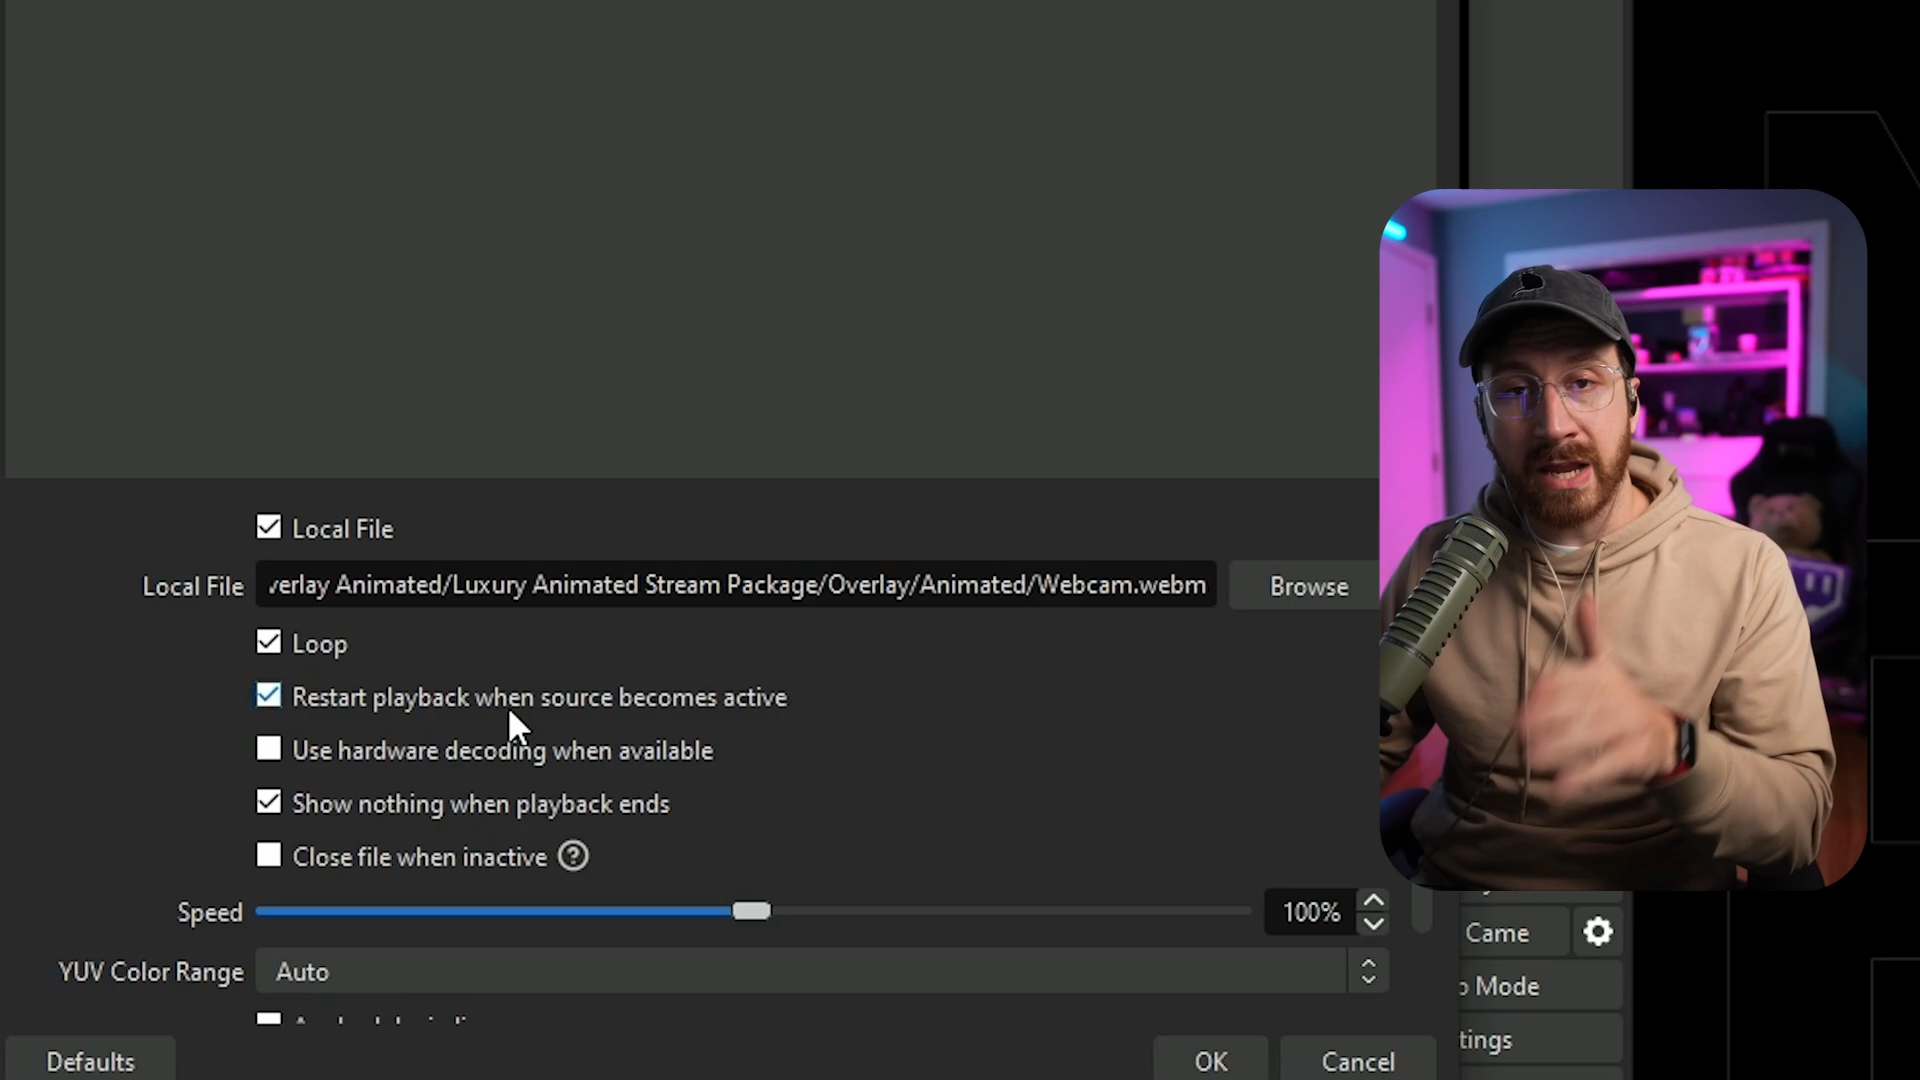 Local File
Local File verlay Animated/Luxury Animated Stream Package/Overlay/Animated/Webcam.webm Browse
Loop
Restart playback when source becomes active
Use hardware decoding when available
Show nothing when playback ends
Close file when inactive ?
Speed 100%
YUV Color Range Auto
Defaults OK Cancel
Came
o Mode
tings